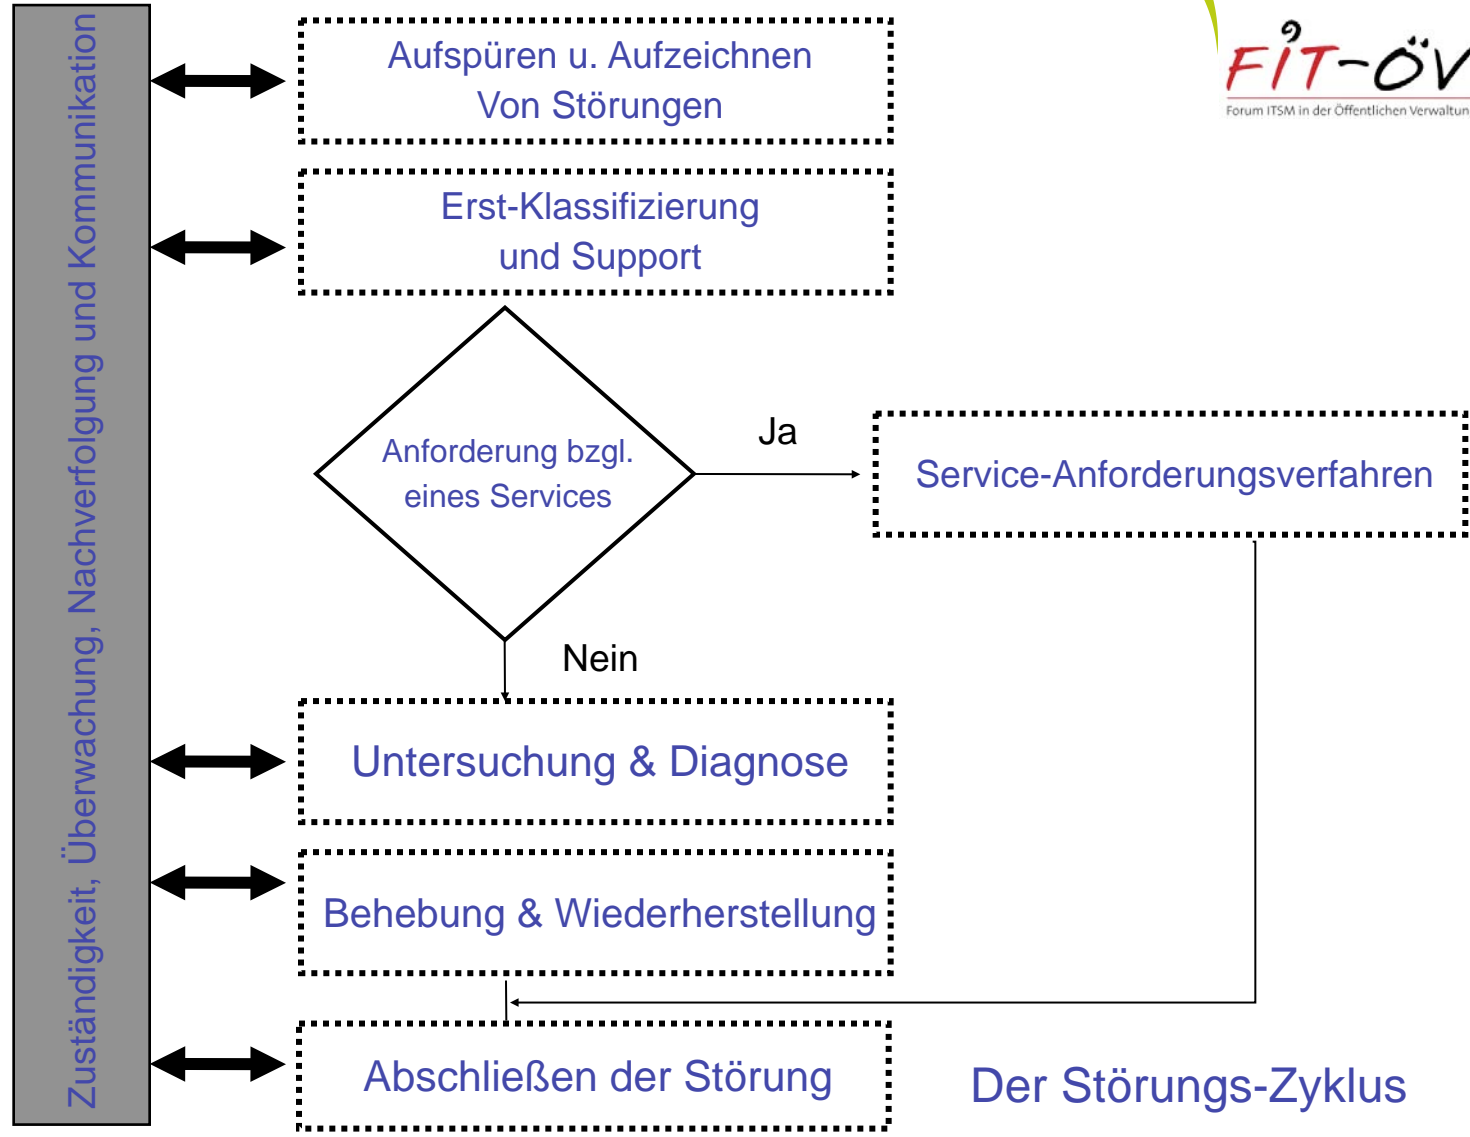 Zuständigkeit, Überwachung, Nachverfolgung und Kommunikation
Aufspüren u. Aufzeichnen
Von Störungen
FIT-ÖV
Forum ITSM in der Öffentlichen Verwaltun
Erst-Klassifizierung
und Support
Anforderung bzgl.
eines Services
Ja
Service-Anforderungsverfahren
Nein
Untersuchung & Diagnose
Behebung & Wiederherstellung
Abschließen der Störung
Der Störungs-Zyklus